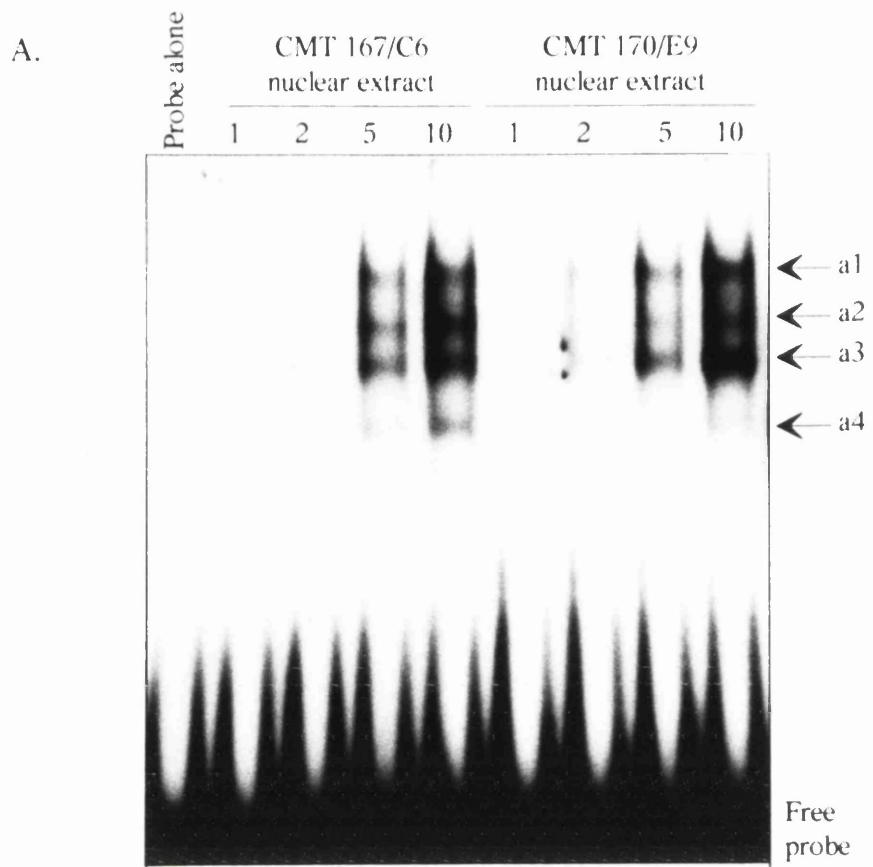 A.
Probe alone
CMT 167/C6
nuclear extract
CMT 170/E9
nuclear extract
1 2 5 10 1 2 5 10
a1
a2
a3
a4
Free
probe